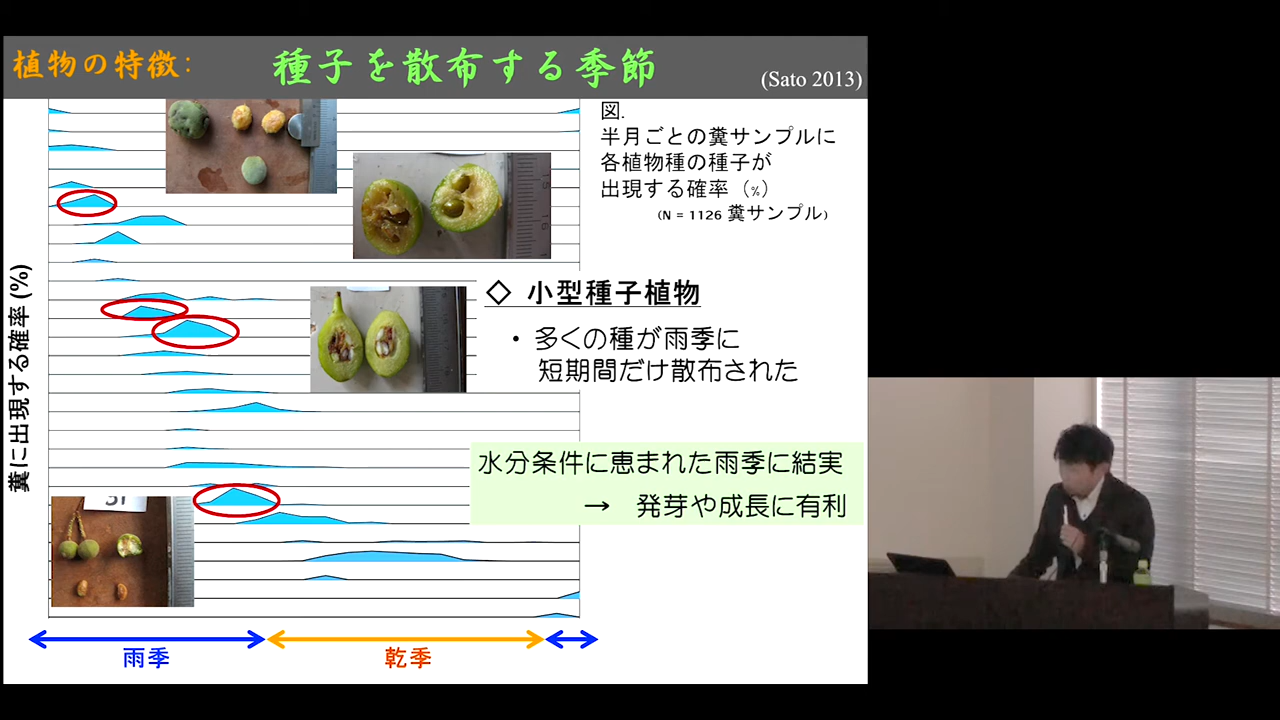 植物の特徴:
種子を散布する季節
(Sato 2013)
図.
半月ごとの糞サンプルに
各植物種の種子が
出現する確率（%）
（N = 1126 糞サンプル）
◇ 小型種子植物
・多くの種が雨季に
短期間だけ散布された
水分条件に恵まれた雨季に結実
→ 発芽や成長に有利
糞に出現する確率 (%)
雨季
乾季